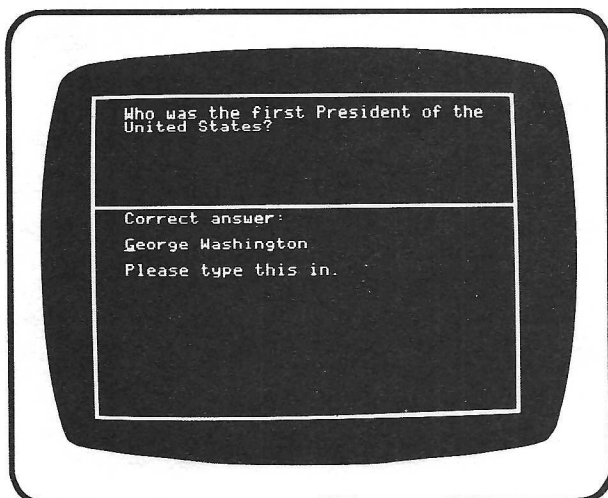 Who was the first President of the
United States?
Correct answer:
George Washington
Please type this in.